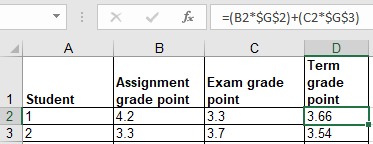 fx =(B2*$G$2)+(C2*$G$3)
A B C D
1 Student Assignment grade point Exam grade point Term grade point
2 1 4.2 3.3 3.66
3 2 3.3 3.7 3.54